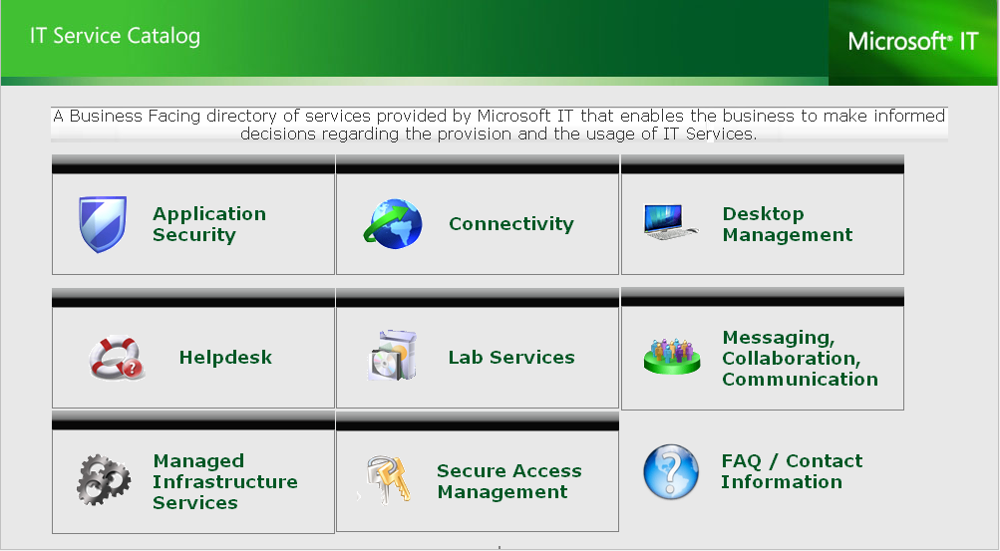 IT Service Catalog
Microsoft® IT
A Business Facing directory of services provided by Microsoft IT that enables the business to make informed
decisions regarding the provision and the usage of IT Services.
Application
Security
Connectivity
Desktop
Management
Helpdesk
?
Lab Services
Messaging,
Collaboration,
Communication
Managed
Infrastructure
Services
Secure Access
Management
?
FAQ / Contact
Information